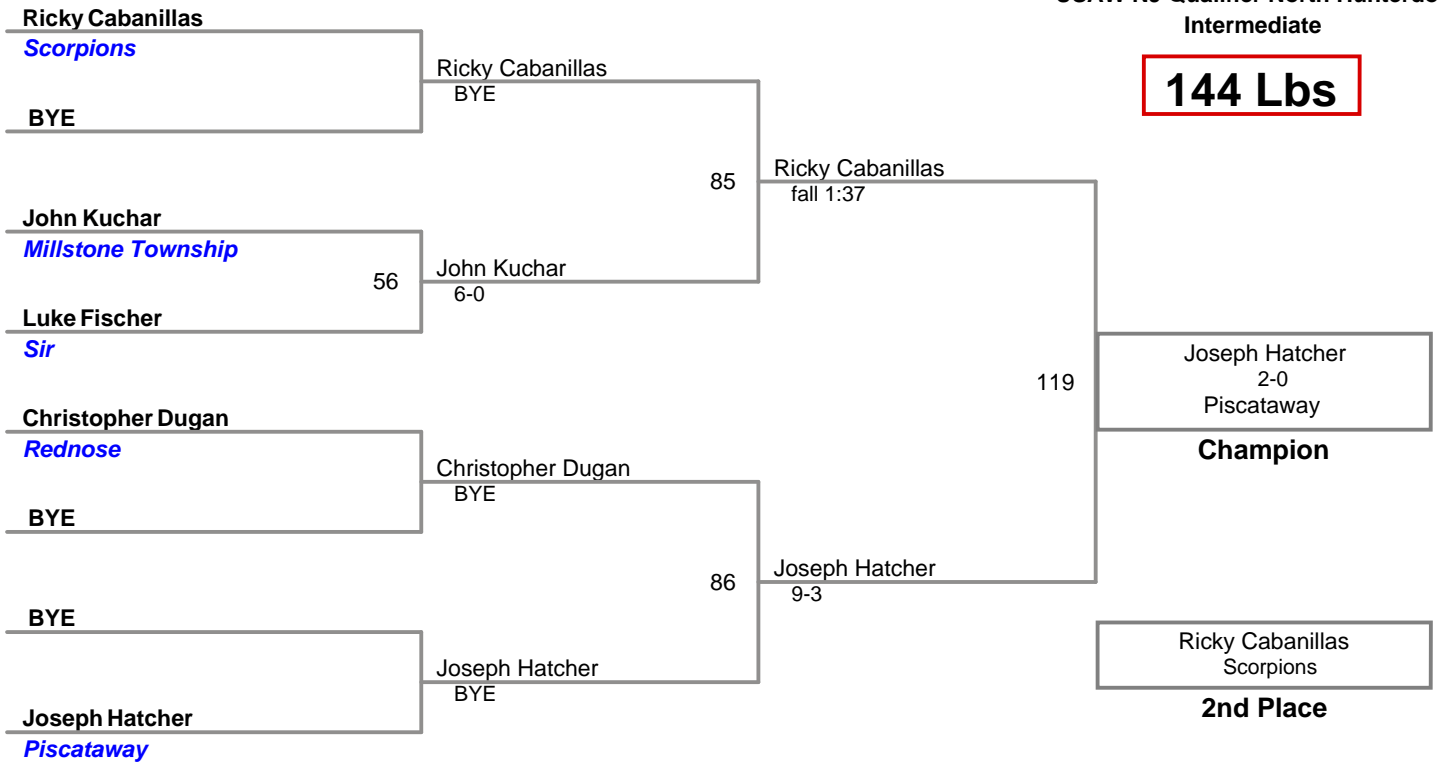 Intermediate
144 Lbs
Ricky Cabanillas
Scorpions
BYE
John Kuchar
Millstone Township
56
Luke Fischer
Sir
Christopher Dugan
Rednose
BYE
BYE
Joseph Hatcher
Piscataway
Ricky Cabanillas
BYE
85
John Kuchar
6-0
Christopher Dugan
BYE
86
Joseph Hatcher
BYE
Ricky Cabanillas
fall 1:37
119
Joseph Hatcher
9-3
Joseph Hatcher
2-0
Piscataway
Champion
Ricky Cabanillas
Scorpions
2nd Place